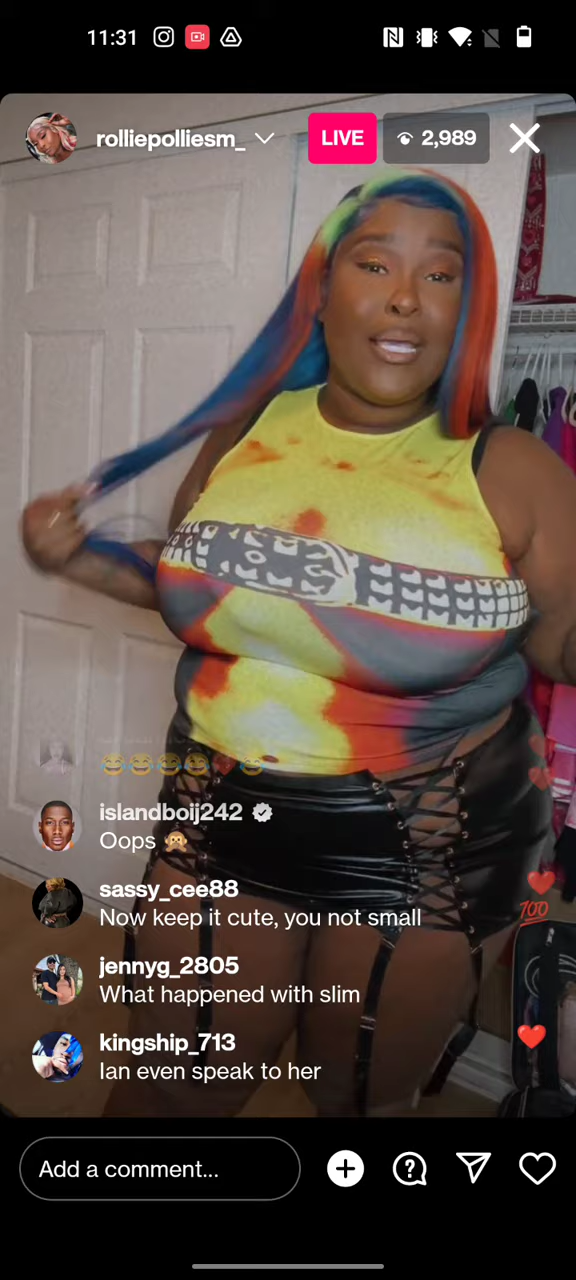 11:31
rolliepolliesm_
LIVE
2,989
😂😂😂😂❤️😂
islandboij242
Oops 🙊
sassy_cee88
Now keep it cute, you not small
jennyg_2805
What happened with slim
kingship_713
Ian even speak to her
💯
Add a comment...